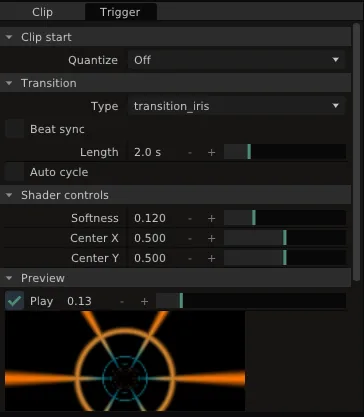 Clip Trigger
Clip start
Quantize Off
Transition
Type transition_iris
Beat sync
Length 2.0 s - +
Auto cycle
Shader controls
Softness 0.120 - +
Center X 0.500 - +
Center Y 0.500 - +
Preview
Play 0.13 - +